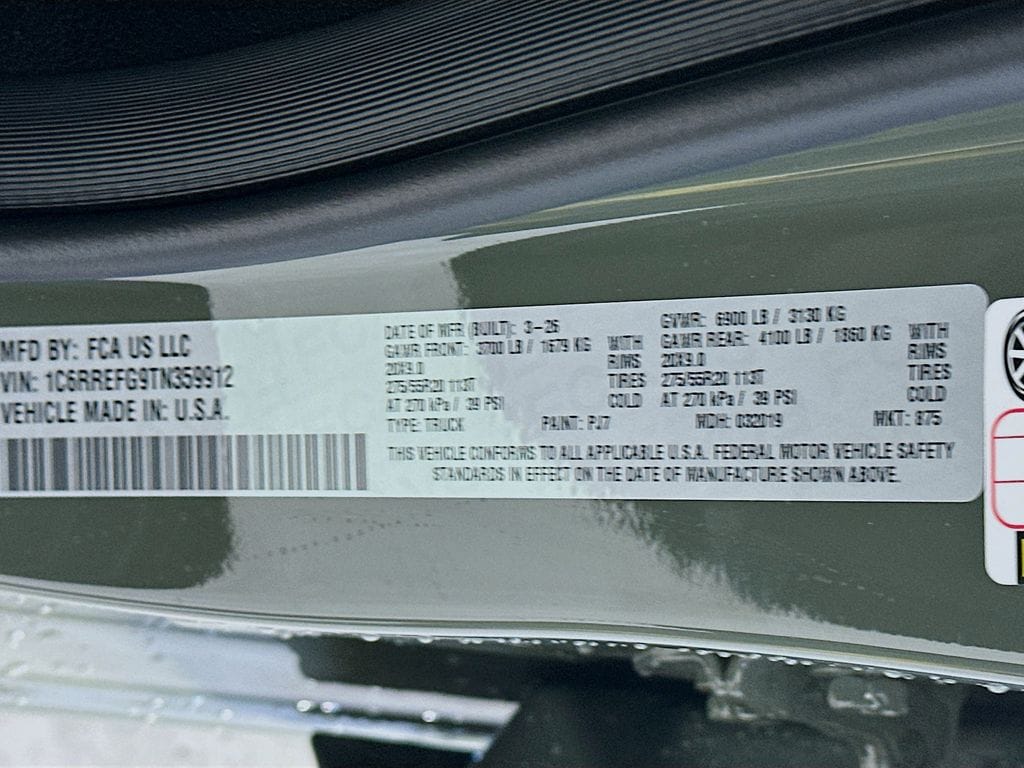 MFD BY: FCA US LLC
VIN: 1C6RREFG9TN359912
VEHICLE MADE IN: U.S.A.
DATE OF MFR (BUILT): 3-26
GAWR FRONT: 3700 LB / 1679 KG WITH
20X9.0 RIMS
275/55R20 113T TIRES
AT 270 kPa / 39 PSI COLD
GVWR: 6900 LB / 3130 KG
GAWR REAR: 4100 LB / 1860 KG WITH
20X9.0 RIMS
275/55R20 113T TIRES
AT 270 kPa / 39 PSI COLD
TYPE: TRUCK PAINT: PJ7 MDH: 032019 MKT: 875
THIS VEHICLE CONFORMS TO ALL APPLICABLE U.S.A. FEDERAL MOTOR VEHICLE SAFETY
STANDARDS IN EFFECT ON THE DATE OF MANUFACTURE SHOWN ABOVE.